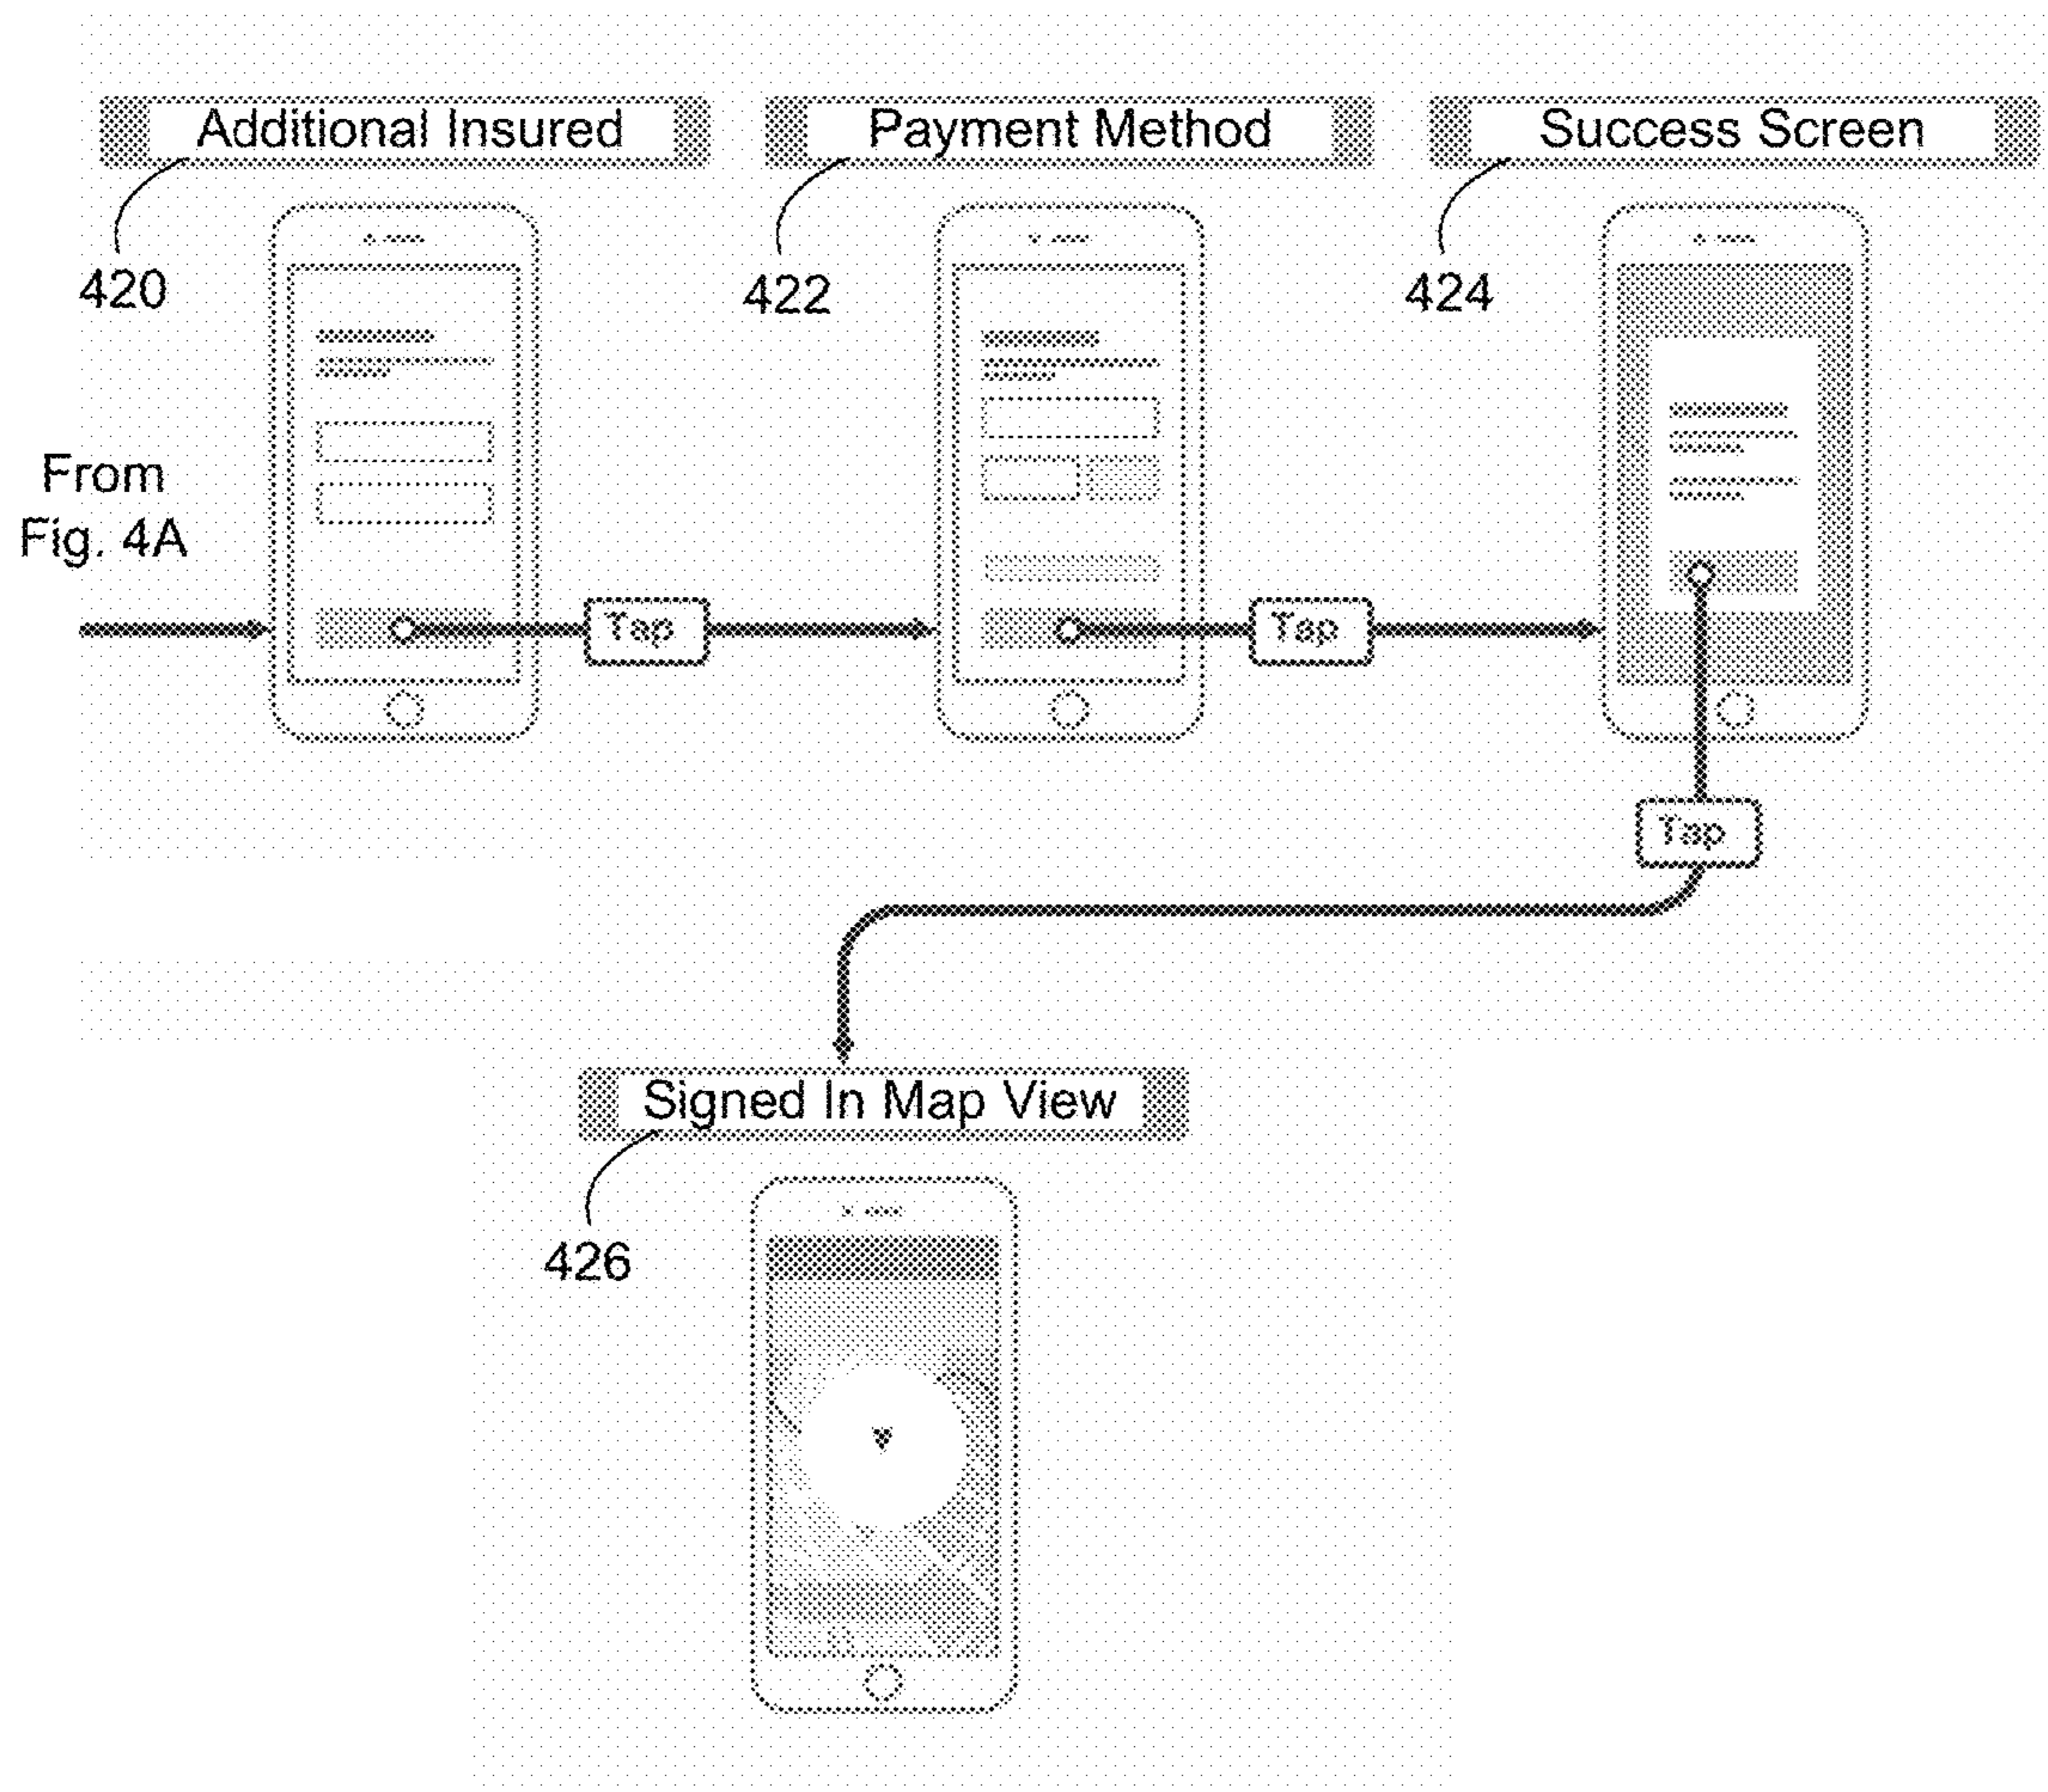 Additional Insured
Payment Method
Success Screen
420
422
424
From
Fig. 4A
Tap
Tap
Tap
Signed In Map View
426